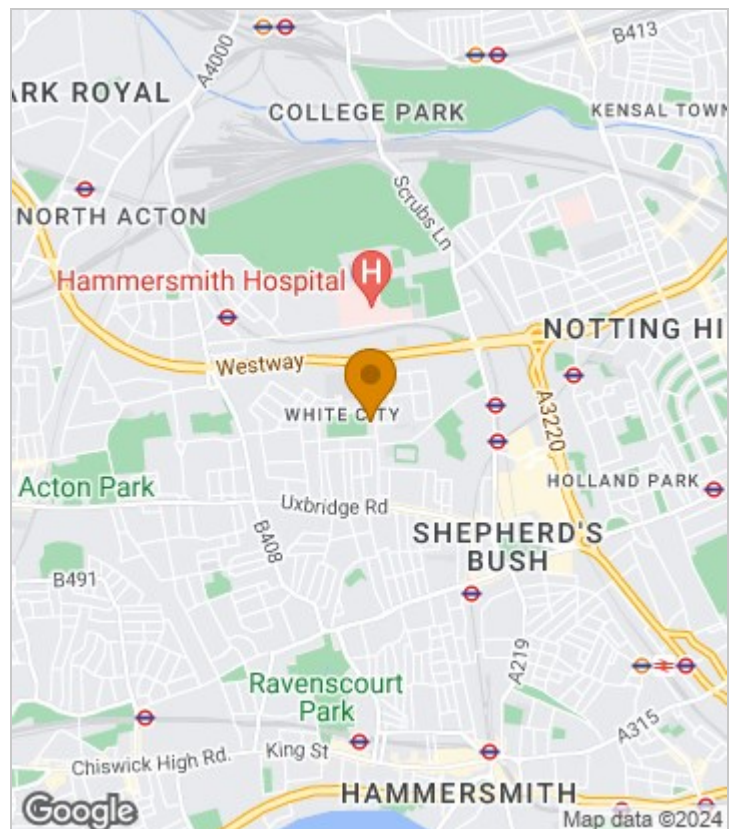 B413
A4000
ARK ROYAL
COLLEGE PARK
KENSAL TOWN
Scrubs Ln
NORTH ACTON
Hammersmith Hospital
H
NOTTING HI
Westway
WHITE CITY
A3220
Acton Park
HOLLAND PARK
Uxbridge Rd
SHEPHERD'S
BUSH
B408
B491
A219
Ravenscourt
Park
A315
King St
Chiswick High Rd.
HAMMERSMITH
Google
Map data ©2024